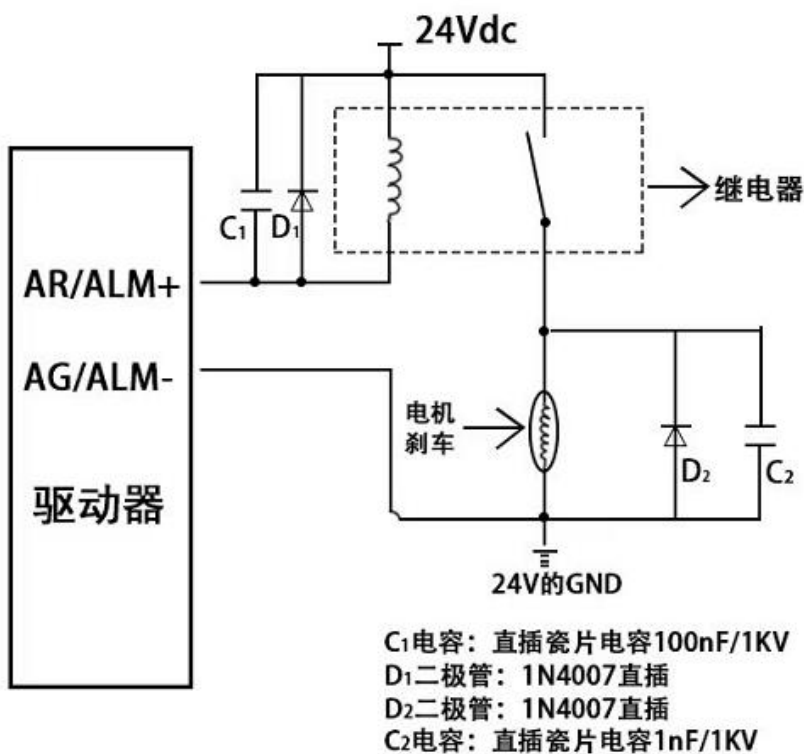 24Vdc
继电器
C1
D1
AR/ALM+
AG/ALM-
电机
刹车
D2
C2
驱动器
24V的GND
C1电容：直插瓷片电容100nF/1KV
D1二极管：1N4007直插
D2二极管：1N4007直插
C2电容：直插瓷片电容1nF/1KV